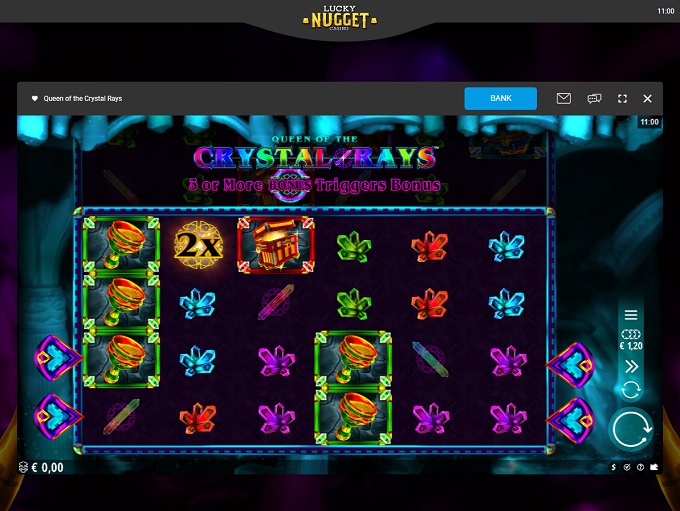 LUCKY
NUGGET
CASINO
11:00
Queen of the Crystal Rays
BANK
11:00
QUEEN OF THE
CRYSTAL RAYS™
3 or More BONUS Triggers Bonus
2X
€ 1,20
€ 0,00